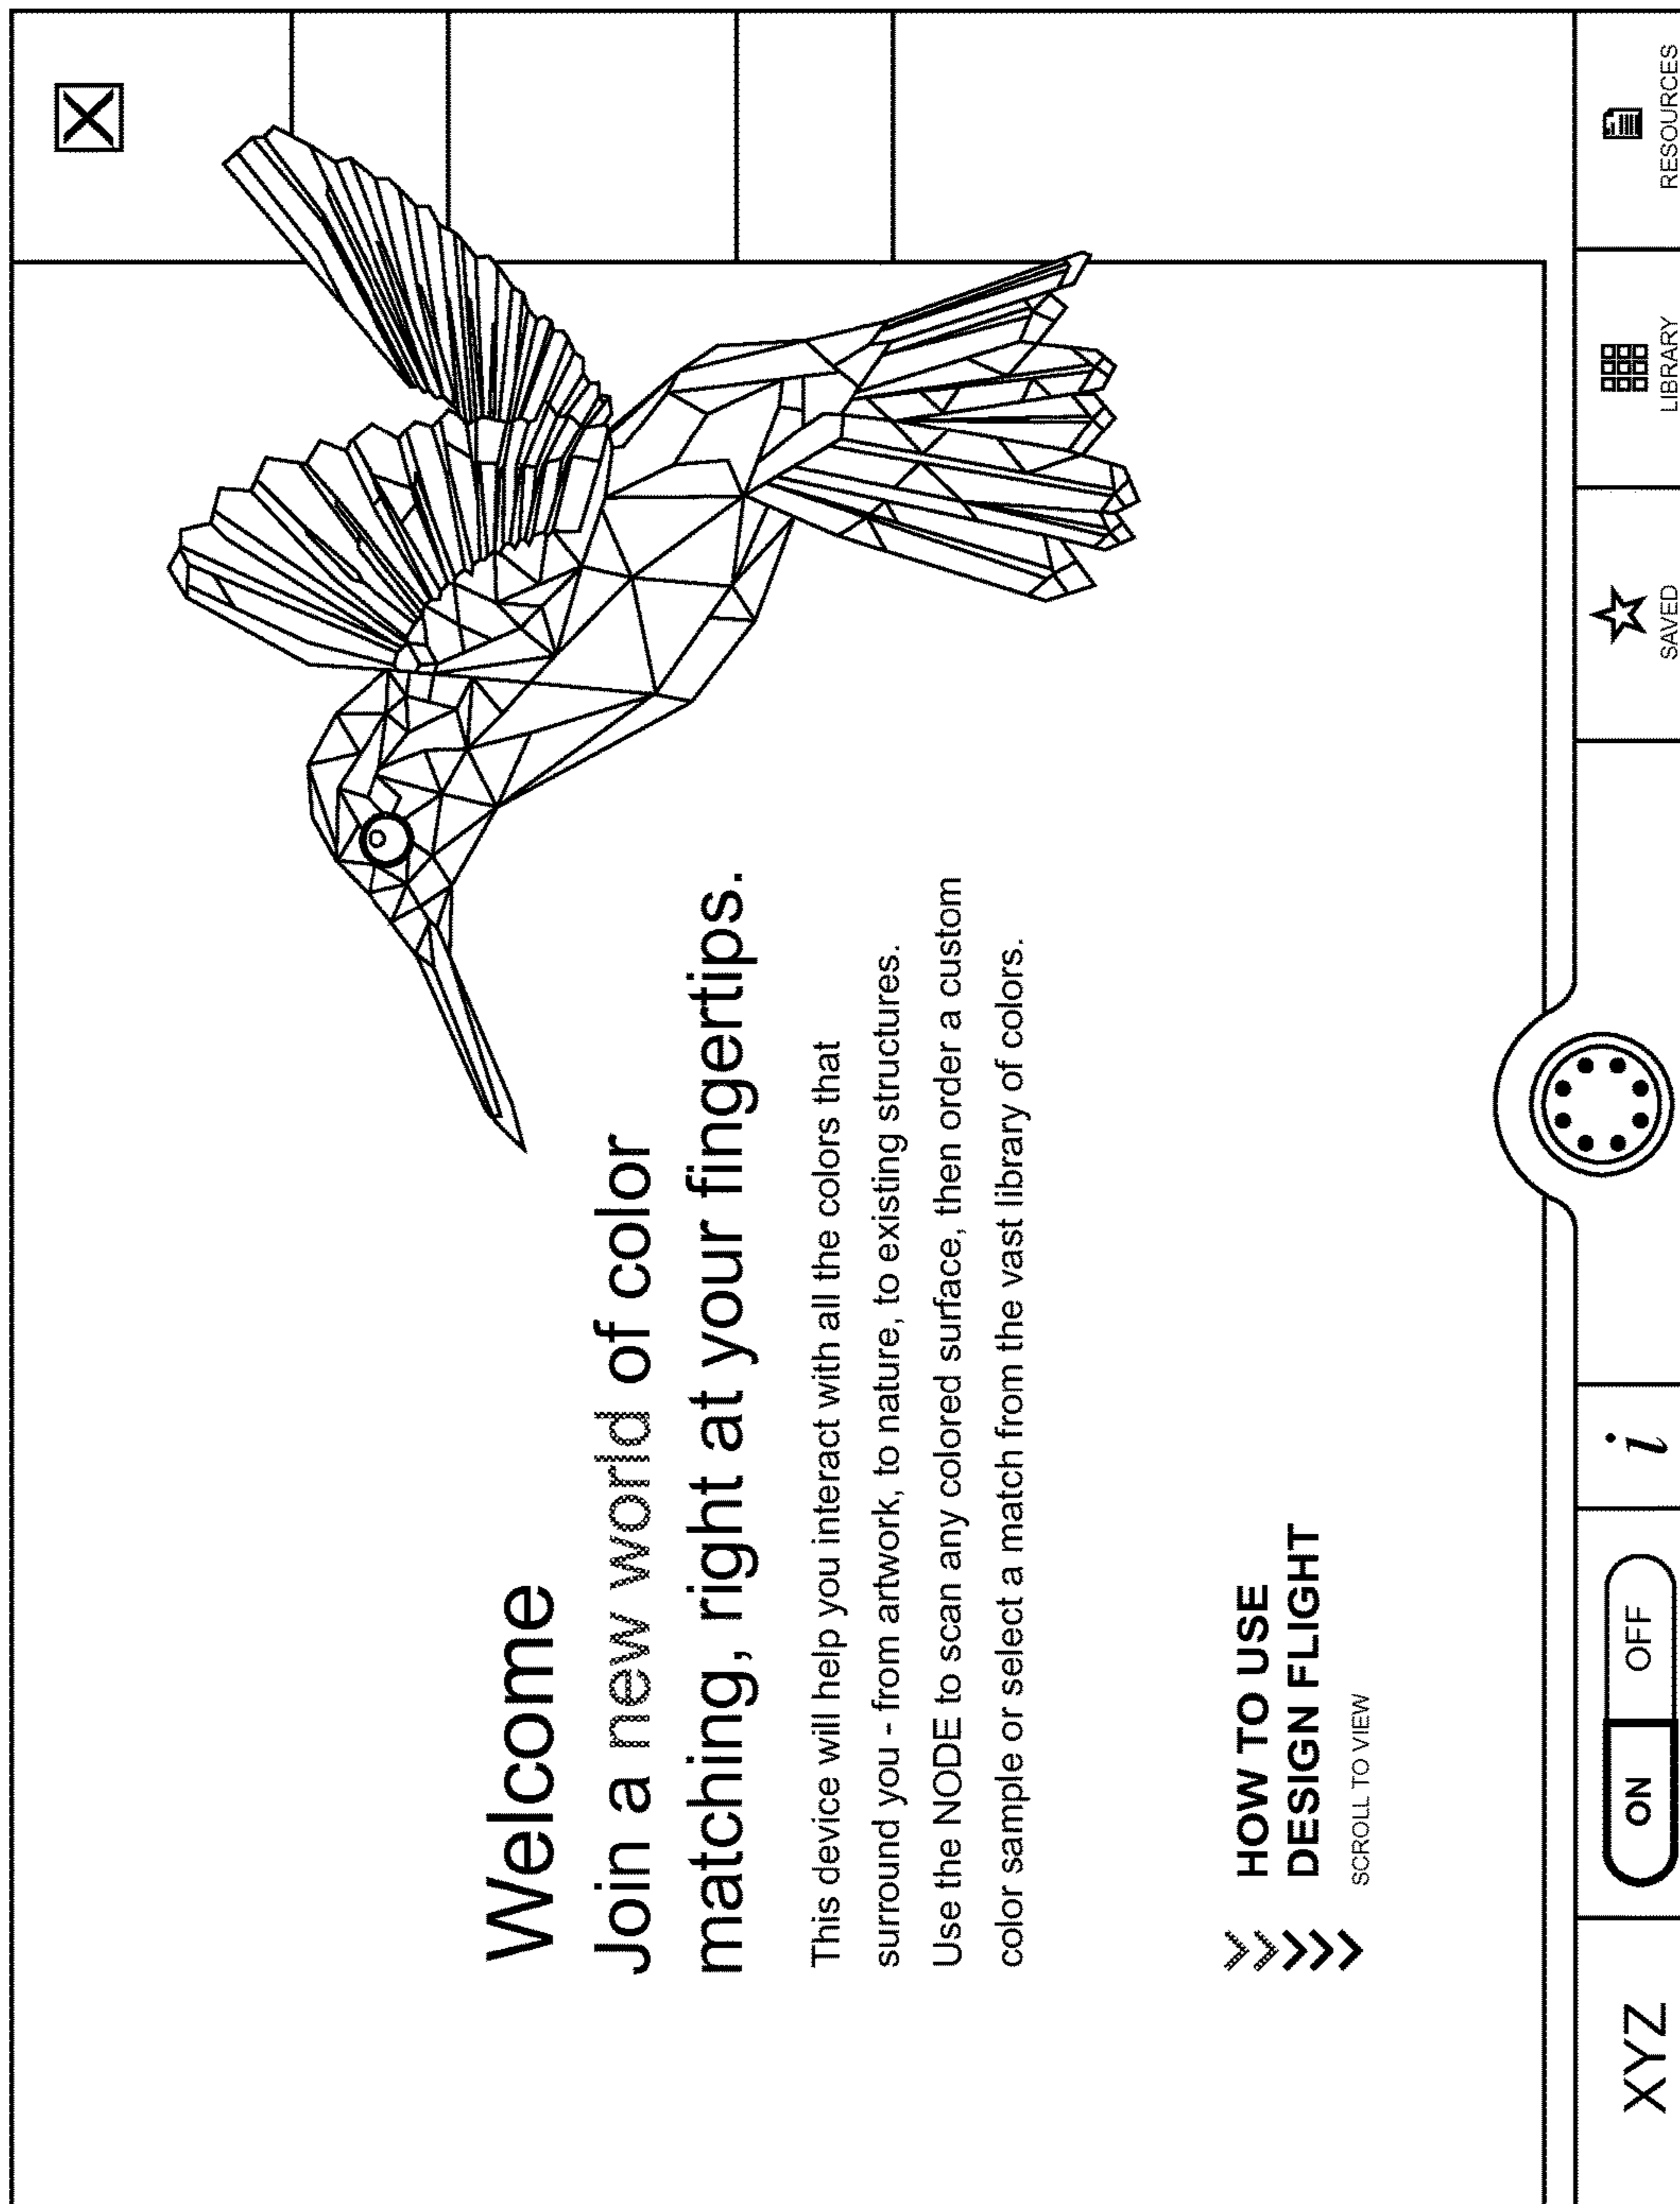 Welcome
Join a new world of color
matching, right at your fingertips.
This device will help you interact with all the colors that
surround you - from artwork, to nature, to existing structures.
Use the NODE to scan any colored surface, then order a custom
color sample or select a match from the vast library of colors.
HOW TO USE
DESIGN FLIGHT
SCROLL TO VIEW
XYZ
ON OFF
i
SAVED
LIBRARY
RESOURCES